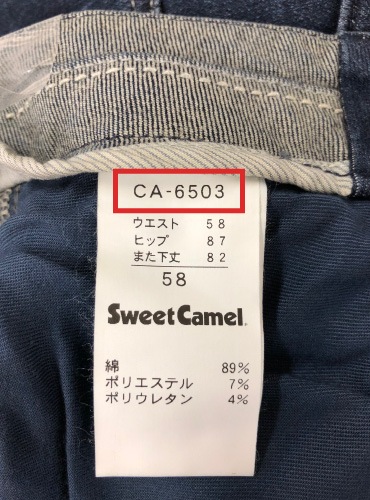 CA-6503
ウエスト 58
ヒップ 87
また下丈 82
58
SweetCamel.
綿 89%
ポリエステル 7%
ポリウレタン 4%